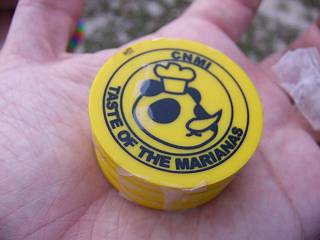 CNMI
TASTE OF THE MARIANAS